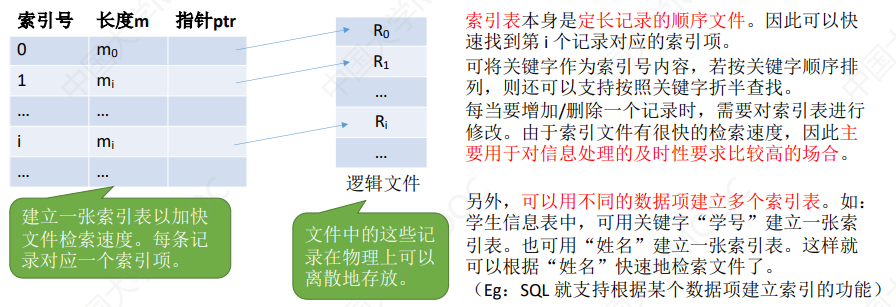 索引号 长度m 指针ptr
0 m0
1 mi
… …
i mi
… …
R0
R1
…
Ri
…
逻辑文件
建立一张索引表以加快
文件检索速度。每条记
录对应一个索引项。
文件中的这些记
录在物理上可以
离散地存放。
索引表本身是定长记录的顺序文件。因此可以快
速找到第 i 个记录对应的索引项。
可将关键字作为索引号内容，若按关键字顺序排
列，则还可以支持按照关键字折半查找。
每当要增加/删除一个记录时，需要对索引表进行
修改。由于索引文件有很快的检索速度，因此主
要用于对信息处理的及时性要求比较高的场合。
另外，可以用不同的数据项建立多个索引表。如：
学生信息表中，可用关键字“学号”建立一张索
引表。也可用“姓名”建立一张索引表。这样就
可以根据“姓名”快速地检索文件了。
（Eg：SQL 就支持根据某个数据项建立索引的功能）